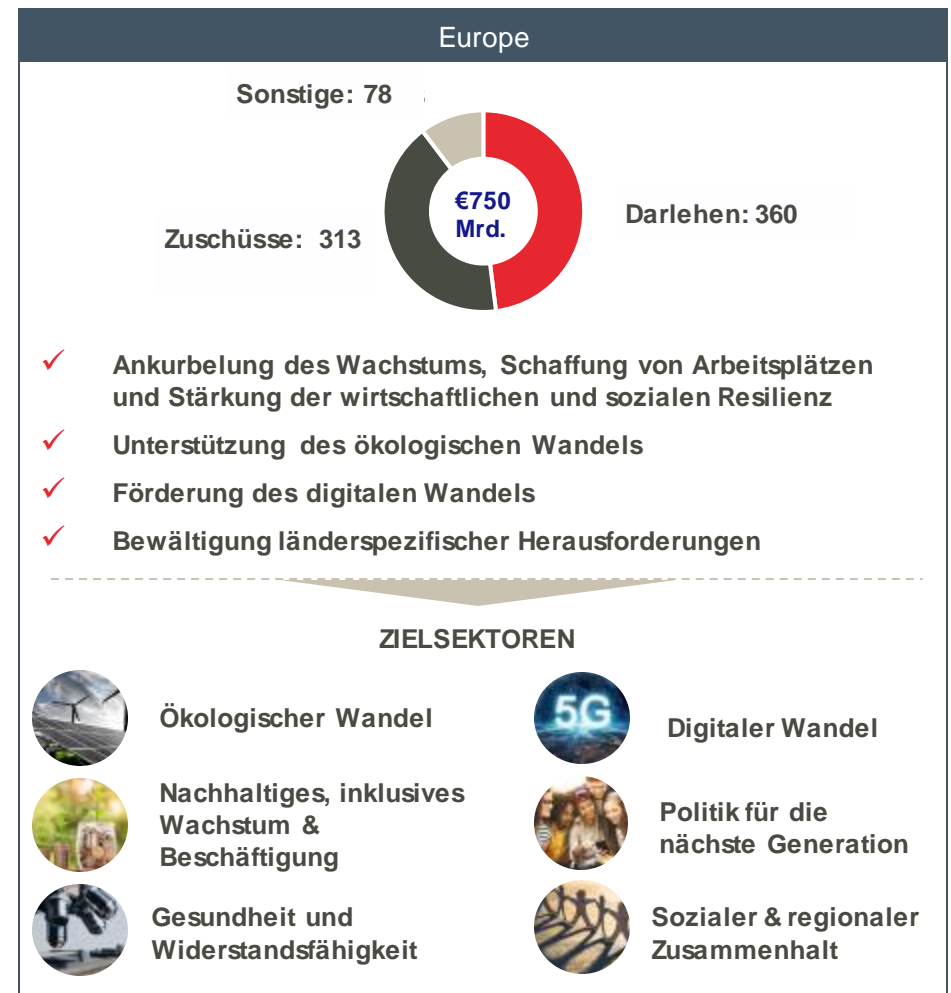 Europe
Sonstige: 78
€750
Mrd.
Darlehen: 360
Zuschüsse: 313
Ankurbelung des Wachstums, Schaffung von Arbeitsplätzen
und Stärkung der wirtschaftlichen und sozialen Resilienz
Unterstützung des ökologischen Wandels
Förderung des digitalen Wandels
Bewältigung länderspezifischer Herausforderungen
ZIELSEKTOREN
Ökologischer Wandel
5G
Digitaler Wandel
Nachhaltiges, inklusives
Wachstum &
Beschäftigung
Politik für die
nächste Generation
Gesundheit und
Widerstandsfähigkeit
Sozialer & regionaler
Zusammenhalt